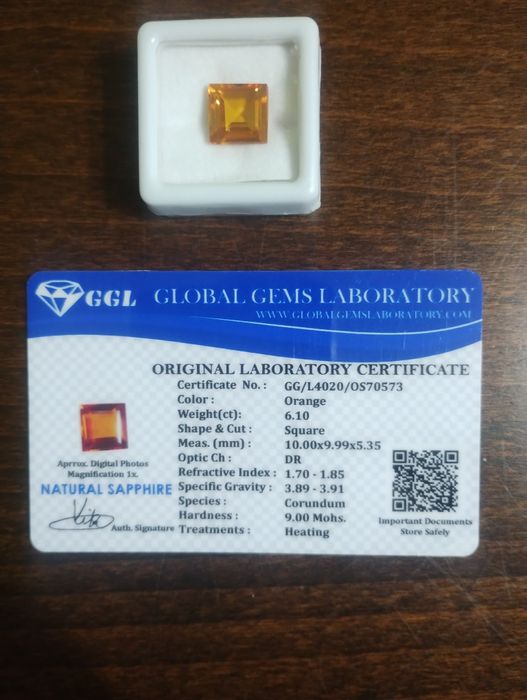 GGL GLOBAL GEMS LABORATORY
WWW.GLOBALGEMSLABORATORY.COM
ORIGINAL LABORATORY CERTIFICATE
Certificate No. : GG/L4020/OS70573
Color : Orange
Weight(ct) : 6.10
Shape & Cut : Square
Meas. (mm) : 10.00x9.99x5.35
Optic Ch : DR
Refractive Index : 1.70 - 1.85
Specific Gravity : 3.89 - 3.91
Species : Corundum
Hardness : 9.00 Mohs.
Treatments : Heating
Aprrox. Digital Photos
Magnification 1x.
NATURAL SAPPHIRE
Auth. Signature
Important Documents
Store Safely